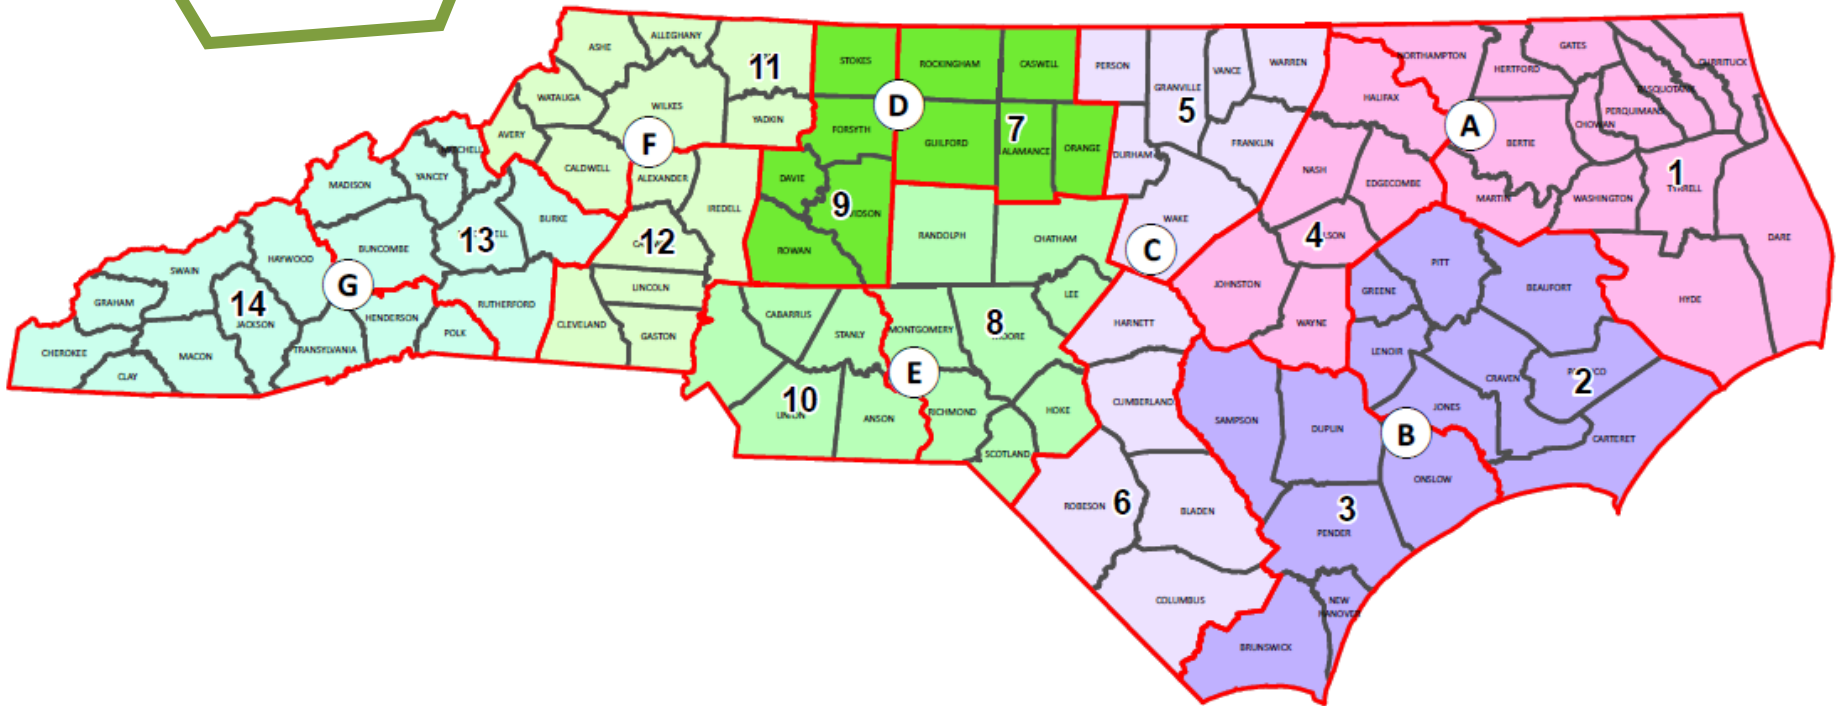 ASHE
ALLEGHANY
11
STOKES
ROCKINGHAM
CASWELL
PERSON
GRANVILLE
VANCE
WARREN
NORTHAMPTON
GATES
HERTFORD
WATAUGA
WILKES
YADKIN
D
FORSYTH
GUILFORD
7
ALAMANCE
ORANGE
DURHAM
5
FRANKLIN
HALIFAX
A
BERTIE
CHOWAN
PERQUIMANS
AVERY
F
CALDWELL
ALEXANDER
IREDELL
DAVIE
9
ROWAN
RANDOLPH
CHATHAM
WAKE
C
NASH
EDGECOMBE
MARTIN
WASHINGTON
1
DARE
MADISON
YANCEY
BURKE
13
BUNCOMBE
HAYWOOD
SWAIN
GRAHAM
14
JACKSON
G
HENDERSON
RUTHERFORD
POLK
TRANSYLVANIA
CHEROKEE
CLAY
MACON
12
LINCOLN
CLEVELAND
GASTON
CABARRUS
STANLY
MONTGOMERY
8
LEE
HARNETT
JOHNSTON
4
WAYNE
GREENE
PITT
BEAUFORT
HYDE
LENOIR
CRAVEN
2
JONES
CARTERET
10
ANSON
E
RICHMOND
HOKE
SCOTLAND
CUMBERLAND
SAMPSON
DUPLIN
B
ONSLOW
ROBESON
6
BLADEN
3
PENDER
COLUMBUS
NEW
HANOVER
BRUNSWICK